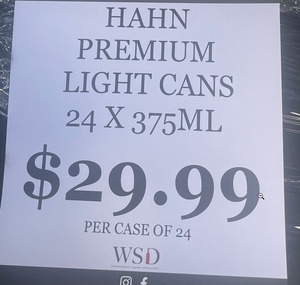 HAHN
PREMIUM
LIGHT CANS
24 X 375ML
$29.99
PER CASE OF 24
WSD